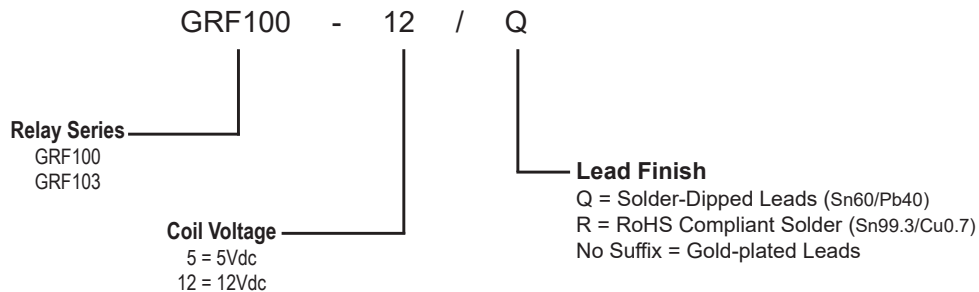 GRF100 - 12 / Q
Relay Series
GRF100
GRF103
Coil Voltage
5 = 5Vdc
12 = 12Vdc
Lead Finish
Q = Solder-Dipped Leads (Sn60/Pb40)
R = RoHS Compliant Solder (Sn99.3/Cu0.7)
No Suffix = Gold-plated Leads